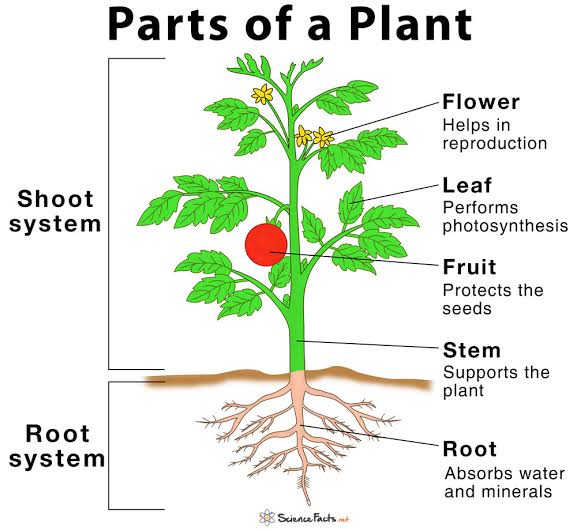 Parts of a Plant
Shoot
system
Flower
Helps in
reproduction
Leaf
Performs
photosynthesis
Fruit
Protects the
seeds
Stem
Supports the
plant
Root
system
Root
Absorbs water
and minerals
ScienceFacts.net